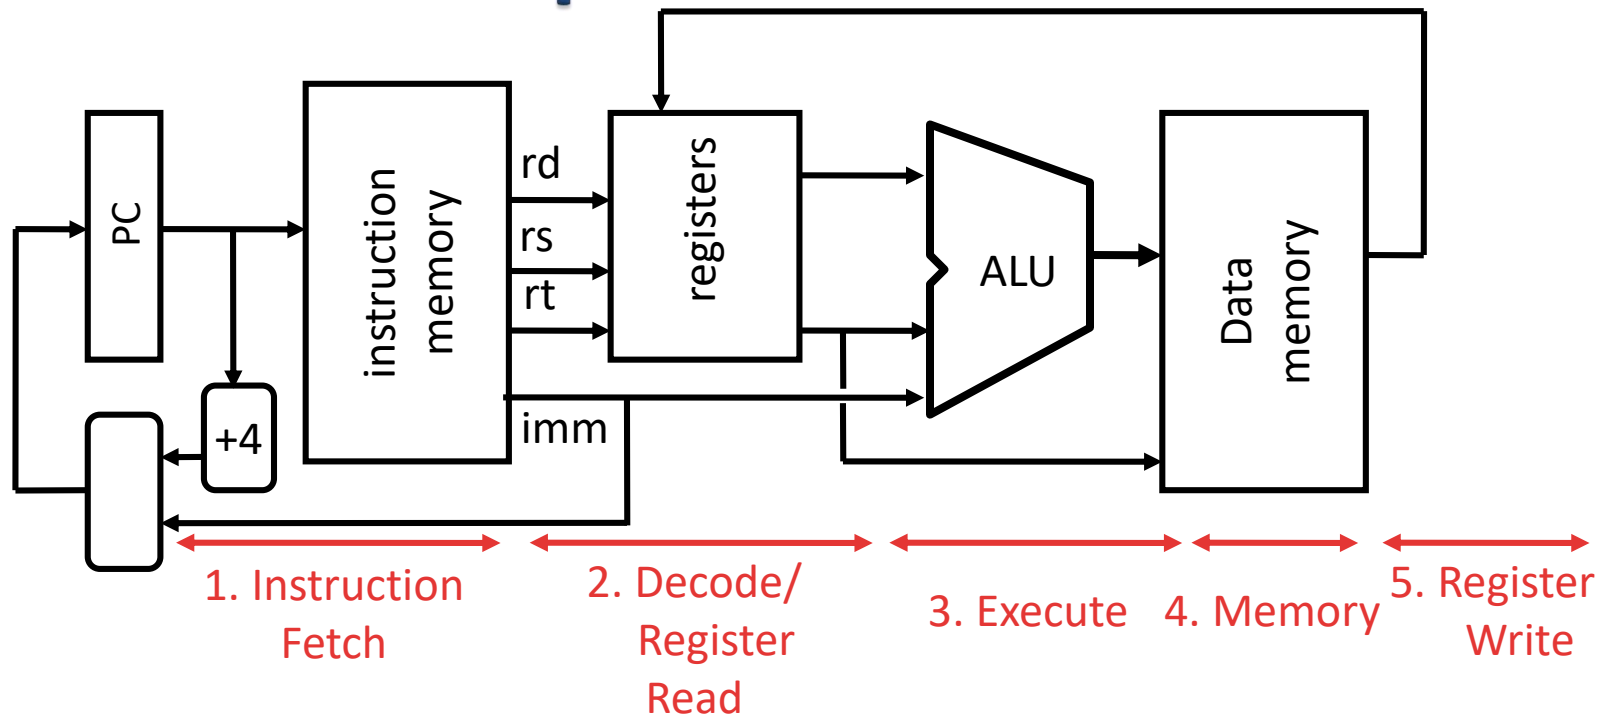 PC
+4
instruction
memory
rd
rs
rt
imm
registers
ALU
Data
memory
1. Instruction
Fetch
2. Decode/
Register
Read
3. Execute
4. Memory
5. Register
Write